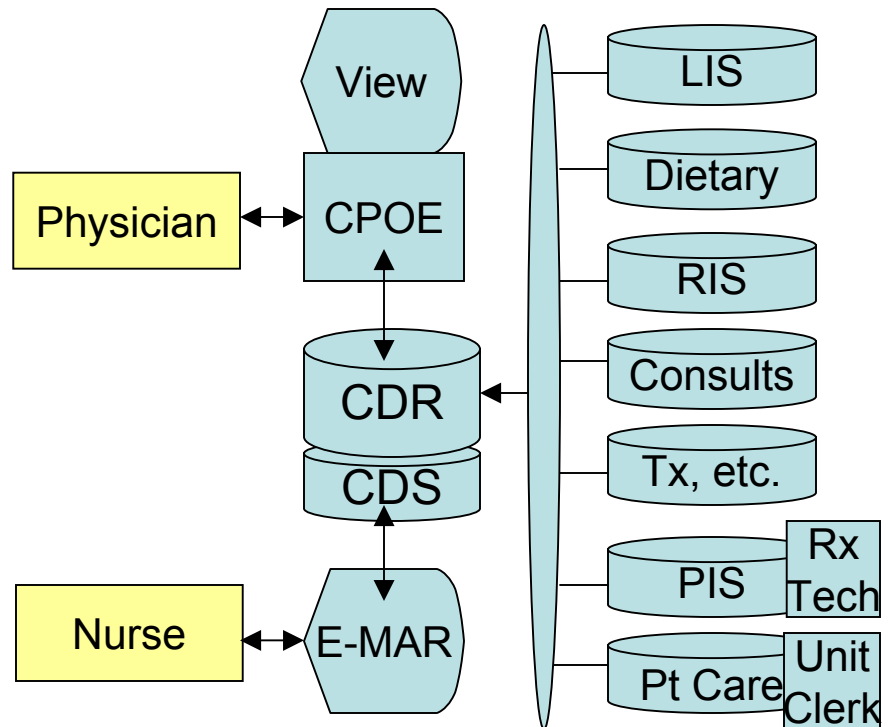 View
Physician
CPOE
CDR
CDS
Nurse
E-MAR
LIS
Dietary
RIS
Consults
Tx, etc.
PIS
Rx
Tech
Pt Care
Unit
Clerk